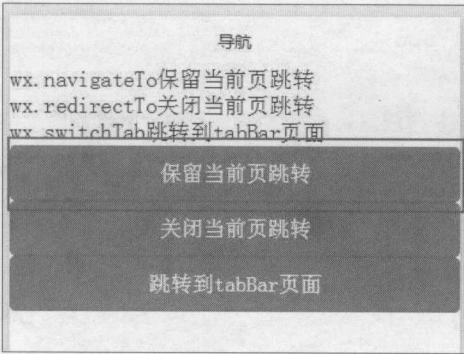 导航
wx.navigateTo保留当前页跳转
wx.redirectTo关闭当前页跳转
wx.switchTab跳转到tabBar页面
保留当前页跳转
关闭当前页跳转
跳转到tabBar页面